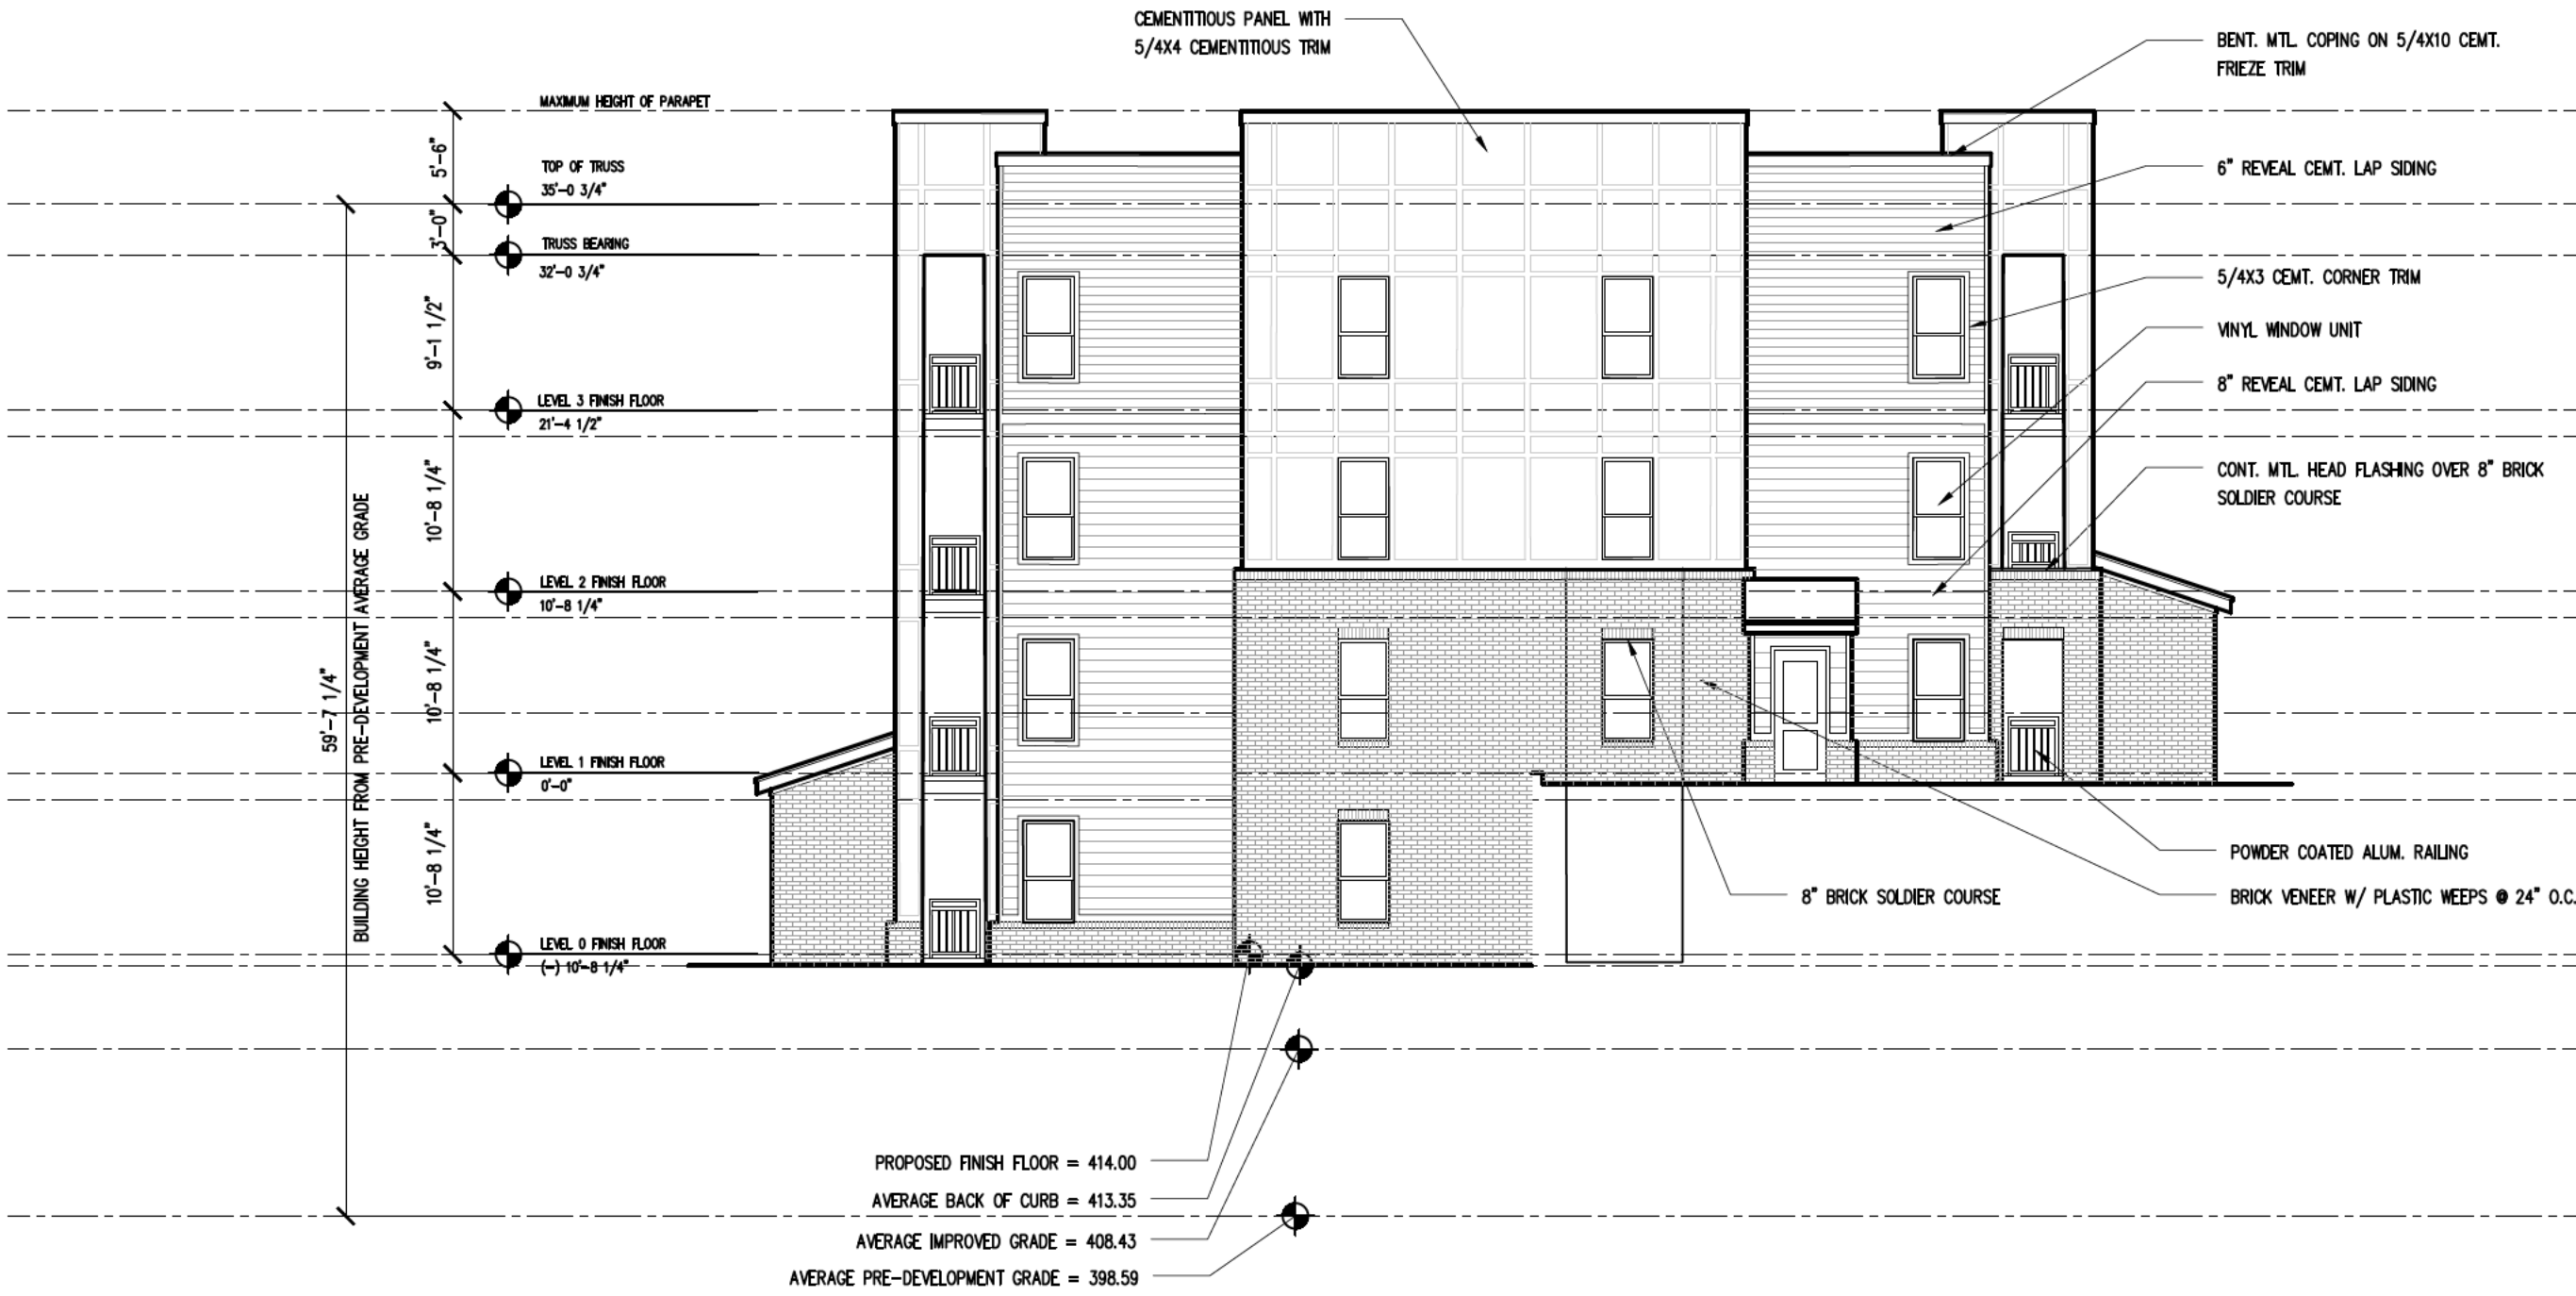 CEMENTITIOUS PANEL WITH
5/4X4 CEMENTITIOUS TRIM
BENT. MTL. COPING ON 5/4X10 CEMT.
FRIEZE TRIM
6" REVEAL CEMT. LAP SIDING
5/4X3 CEMT. CORNER TRIM
VINYL WINDOW UNIT
8" REVEAL CEMT. LAP SIDING
CONT. MTL. HEAD FLASHING OVER 8" BRICK
SOLDIER COURSE
POWDER COATED ALUM. RAILING
BRICK VENEER W/ PLASTIC WEEPS @ 24" O.C.
8" BRICK SOLDIER COURSE
MAXIMUM HEIGHT OF PARAPET
5'-6"
TOP OF TRUSS
35'-0 3/4"
3'-0"
TRUSS BEARING
32'-0 3/4"
9'-1 1/2"
LEVEL 3 FINISH FLOOR
21'-4 1/2"
10'-8 1/4"
LEVEL 2 FINISH FLOOR
10'-8 1/4"
10'-8 1/4"
LEVEL 1 FINISH FLOOR
0'-0"
10'-8 1/4"
LEVEL 0 FINISH FLOOR
(-) 10'-8 1/4"
59'-7 1/4"
BUILDING HEIGHT FROM PRE-DEVELOPMENT AVERAGE GRADE
PROPOSED FINISH FLOOR = 414.00
AVERAGE BACK OF CURB = 413.35
AVERAGE IMPROVED GRADE = 408.43
AVERAGE PRE-DEVELOPMENT GRADE = 398.59